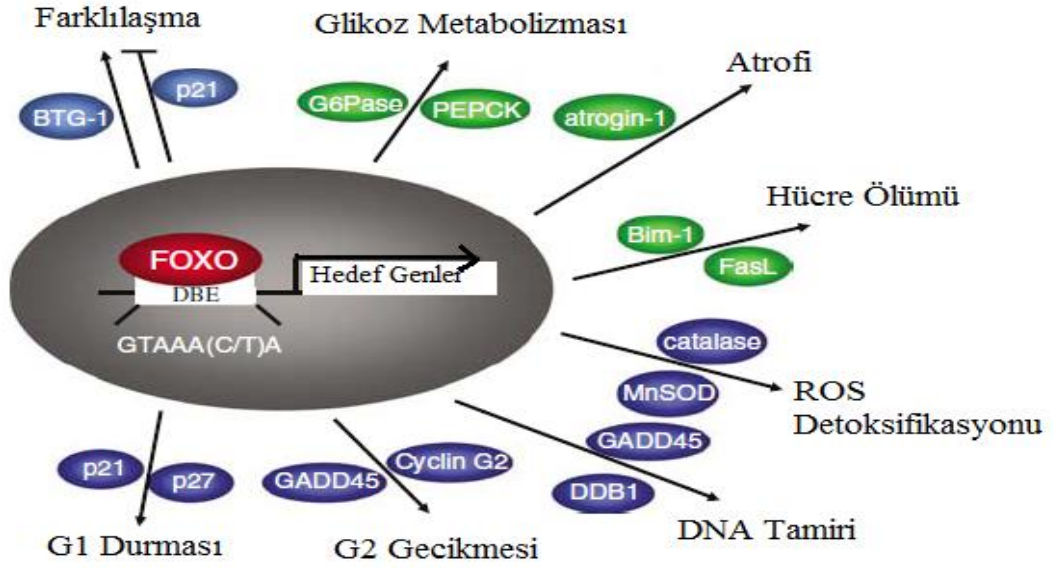 Farklılaşma
Glikoz Metabolizması
Atrofi
BTG-1
p21
G6Pase
PEPCK
atrogin-1
Hücre Ölümü
Bim-1
FasL
FOXO
DBE
Hedef Genler
GTAAA(C/T)A
catalase
MnSOD
ROS
Detoksifikasyonu
GADD45
DDB1
DNA Tamiri
p21
p27
G1 Durması
GADD45
Cyclin G2
G2 Gecikmesi